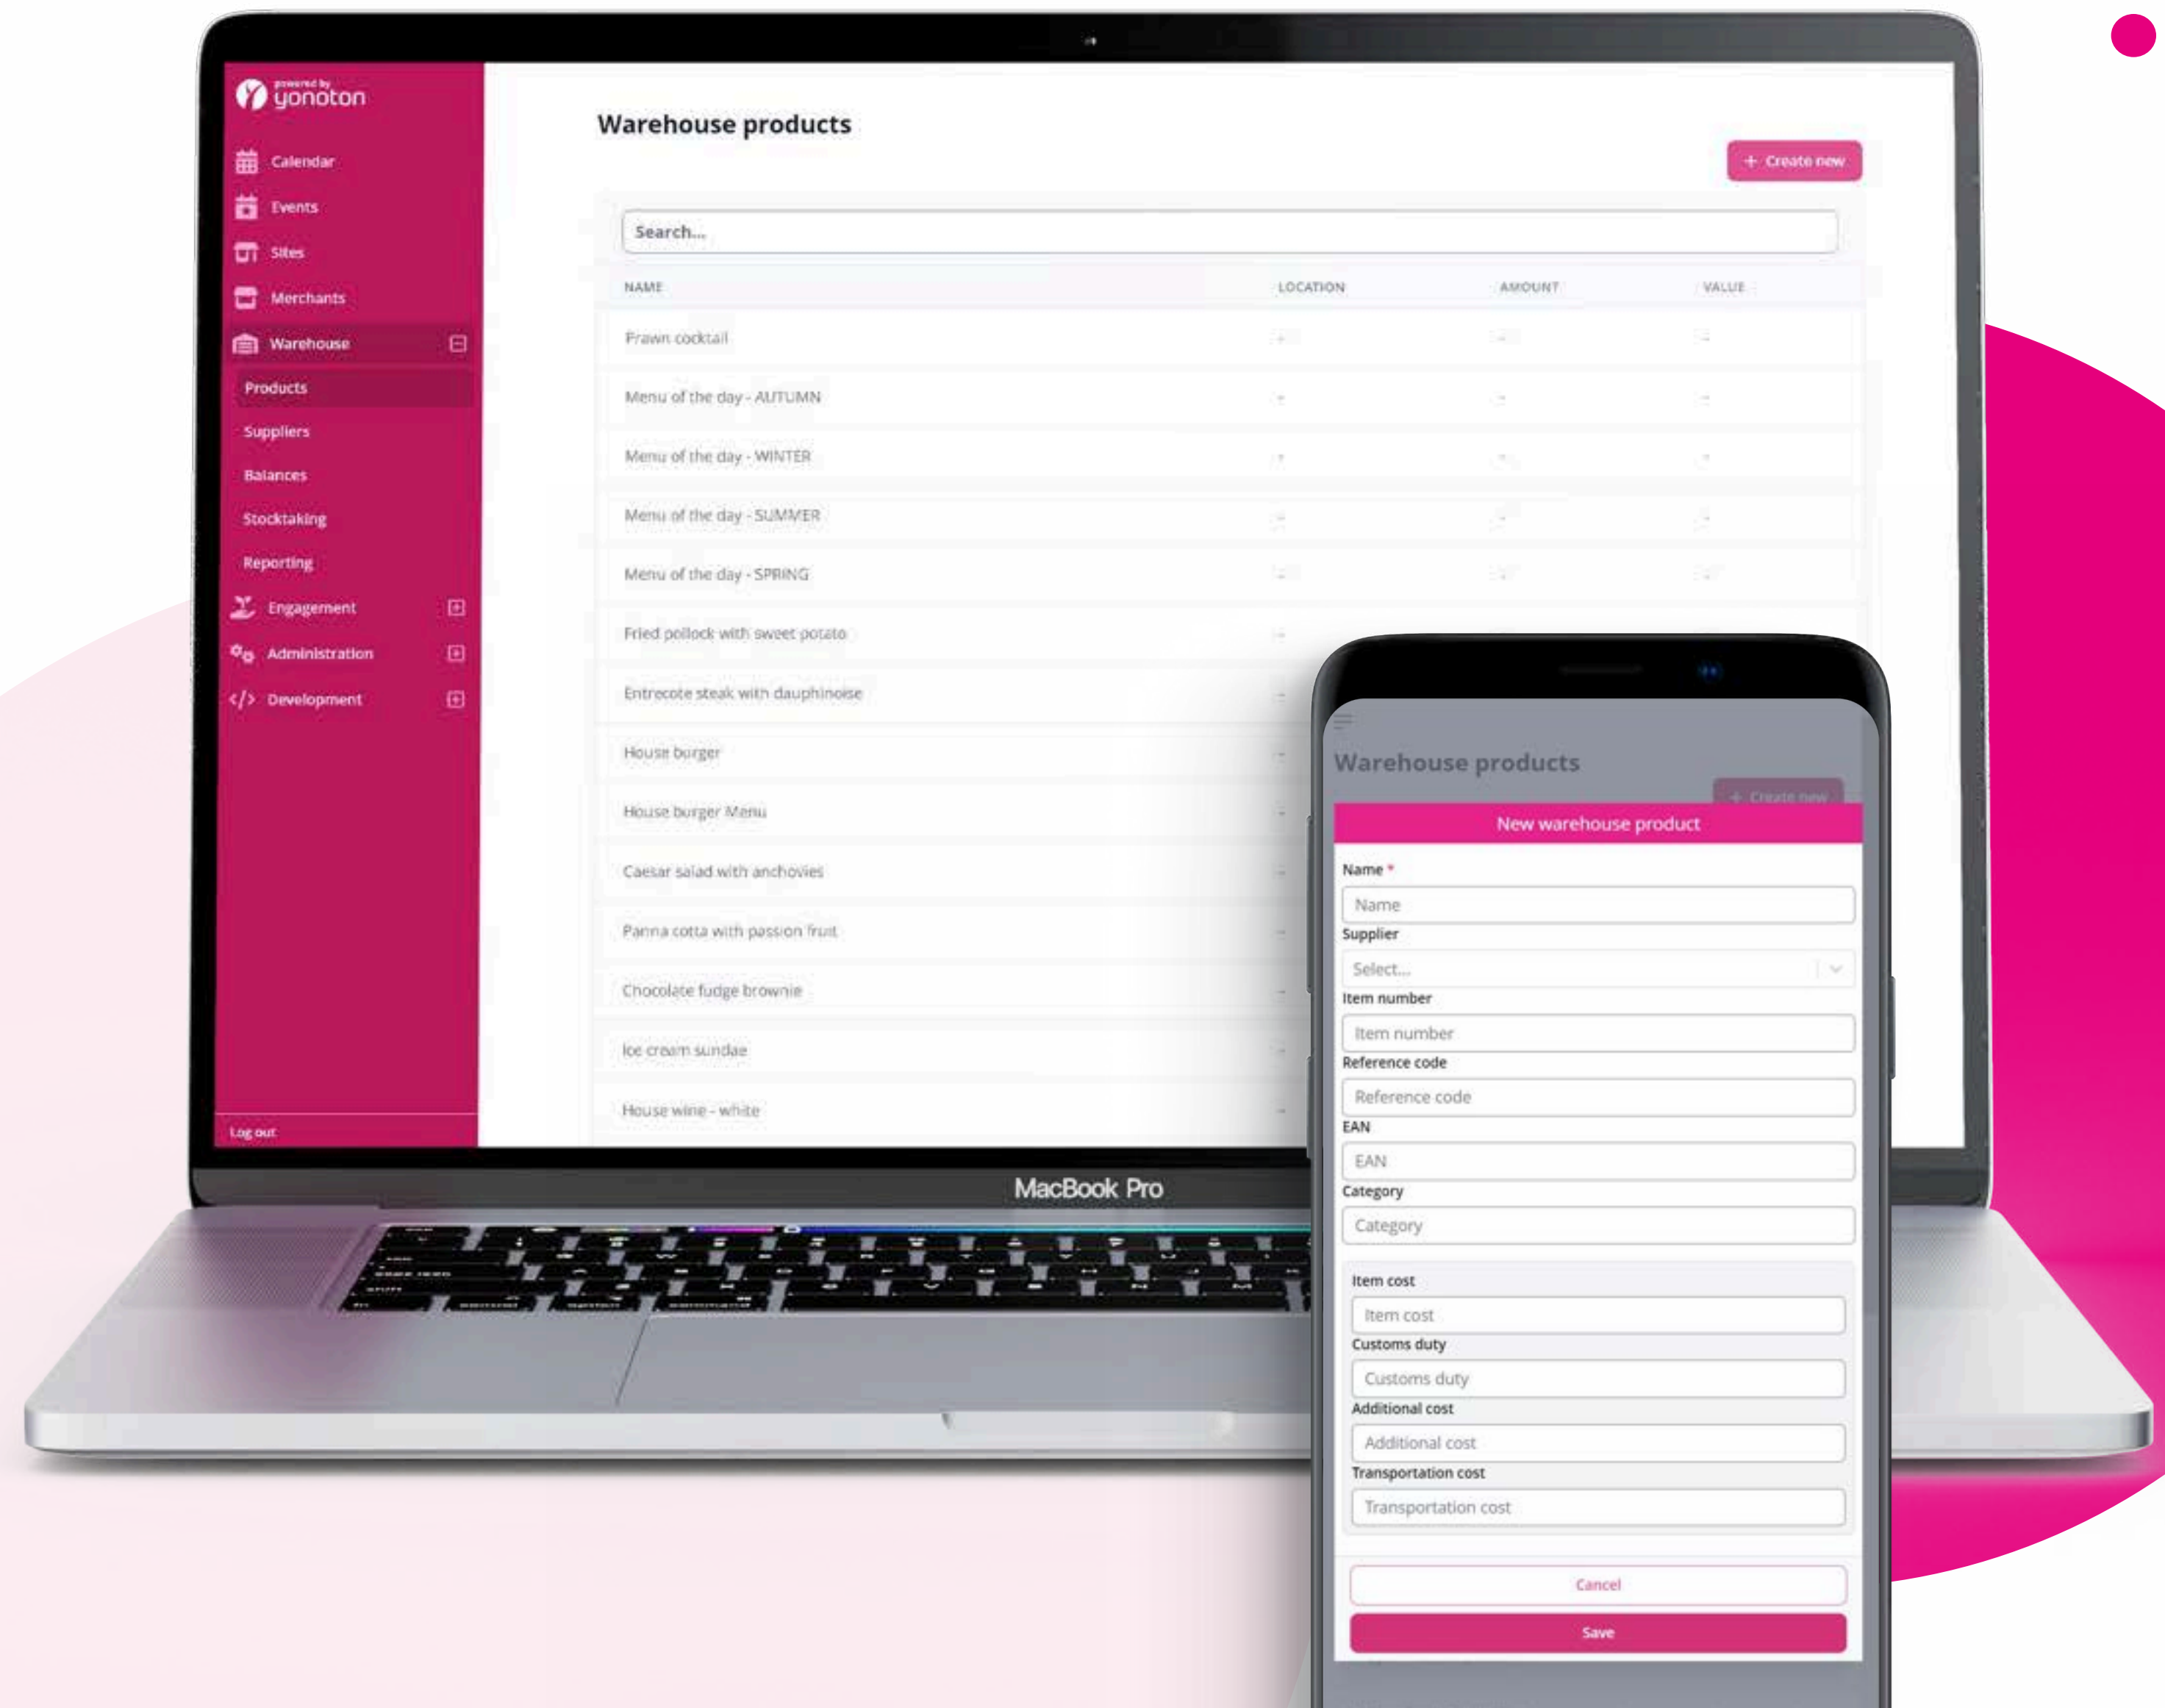 powered by
yonoton
Calendar
Events
Sites
Merchants
Warehouse
Products
Suppliers
Balances
Stocktaking
Reporting
Engagement
Administration
Development
Log out
Warehouse products
+ Create new
Search...
NAME LOCATION AMOUNT VALUE
Prawn cocktail - - -
Menu of the day - AUTUMN - - -
Menu of the day - WINTER - - -
Menu of the day - SUMMER - - -
Menu of the day - SPRING - - -
Fried pollock with sweet potato -
Entrecote steak with dauphinoise -
House burger -
House burger Menu -
Caesar salad with anchovies -
Panna cotta with passion fruit -
Chocolate fudge brownie -
Ice cream sundae -
House wine - white -
MacBook Pro
Warehouse products
+ Create new
New warehouse product
Name *
Name
Supplier
Select...
Item number
Item number
Reference code
Reference code
EAN
EAN
Category
Category
Item cost
Item cost
Customs duty
Customs duty
Additional cost
Additional cost
Transportation cost
Transportation cost
Cancel
Save